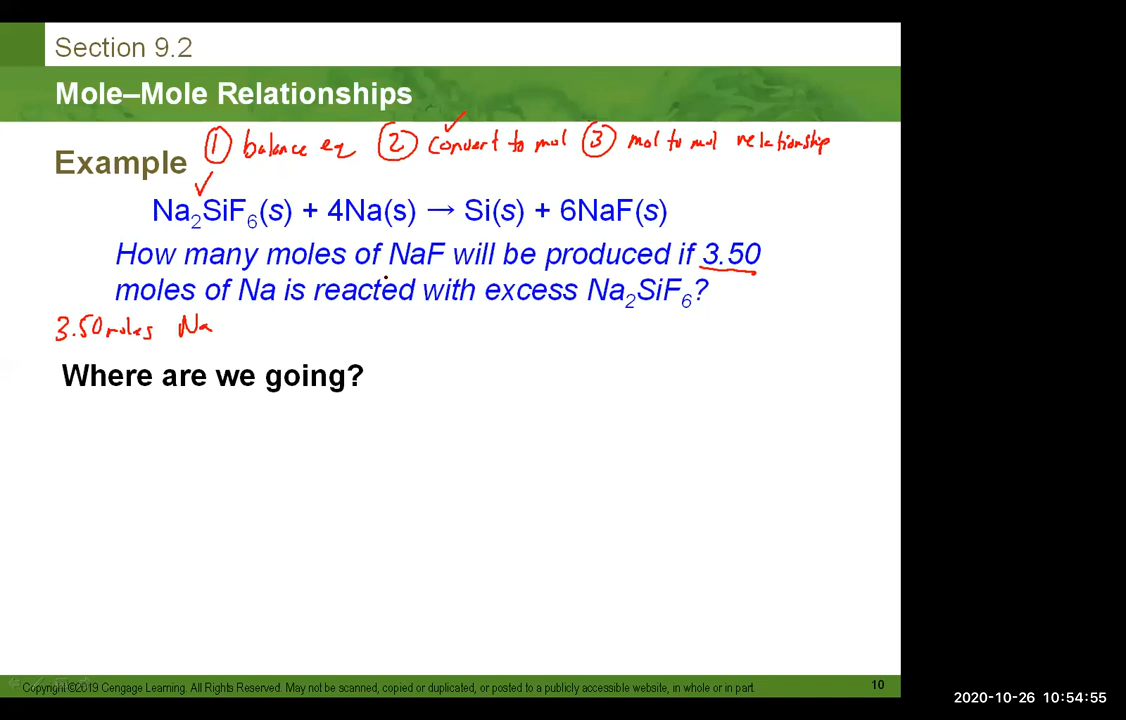 Section 9.2
Mole–Mole Relationships
① balance eq ② convert to mol ③ mol to mol relationship
Example
Na₂SiF₆(s) + 4Na(s) → Si(s) + 6NaF(s)
How many moles of NaF will be produced if 3.50
moles of Na is reacted with excess Na₂SiF₆?
3.50 moles Na
Where are we going?
Copyright ©2019 Cengage Learning. All Rights Reserved. May not be scanned, copied or duplicated, or posted to a publicly accessible website, in whole or in part.
10
2020-10-26 10:54:55